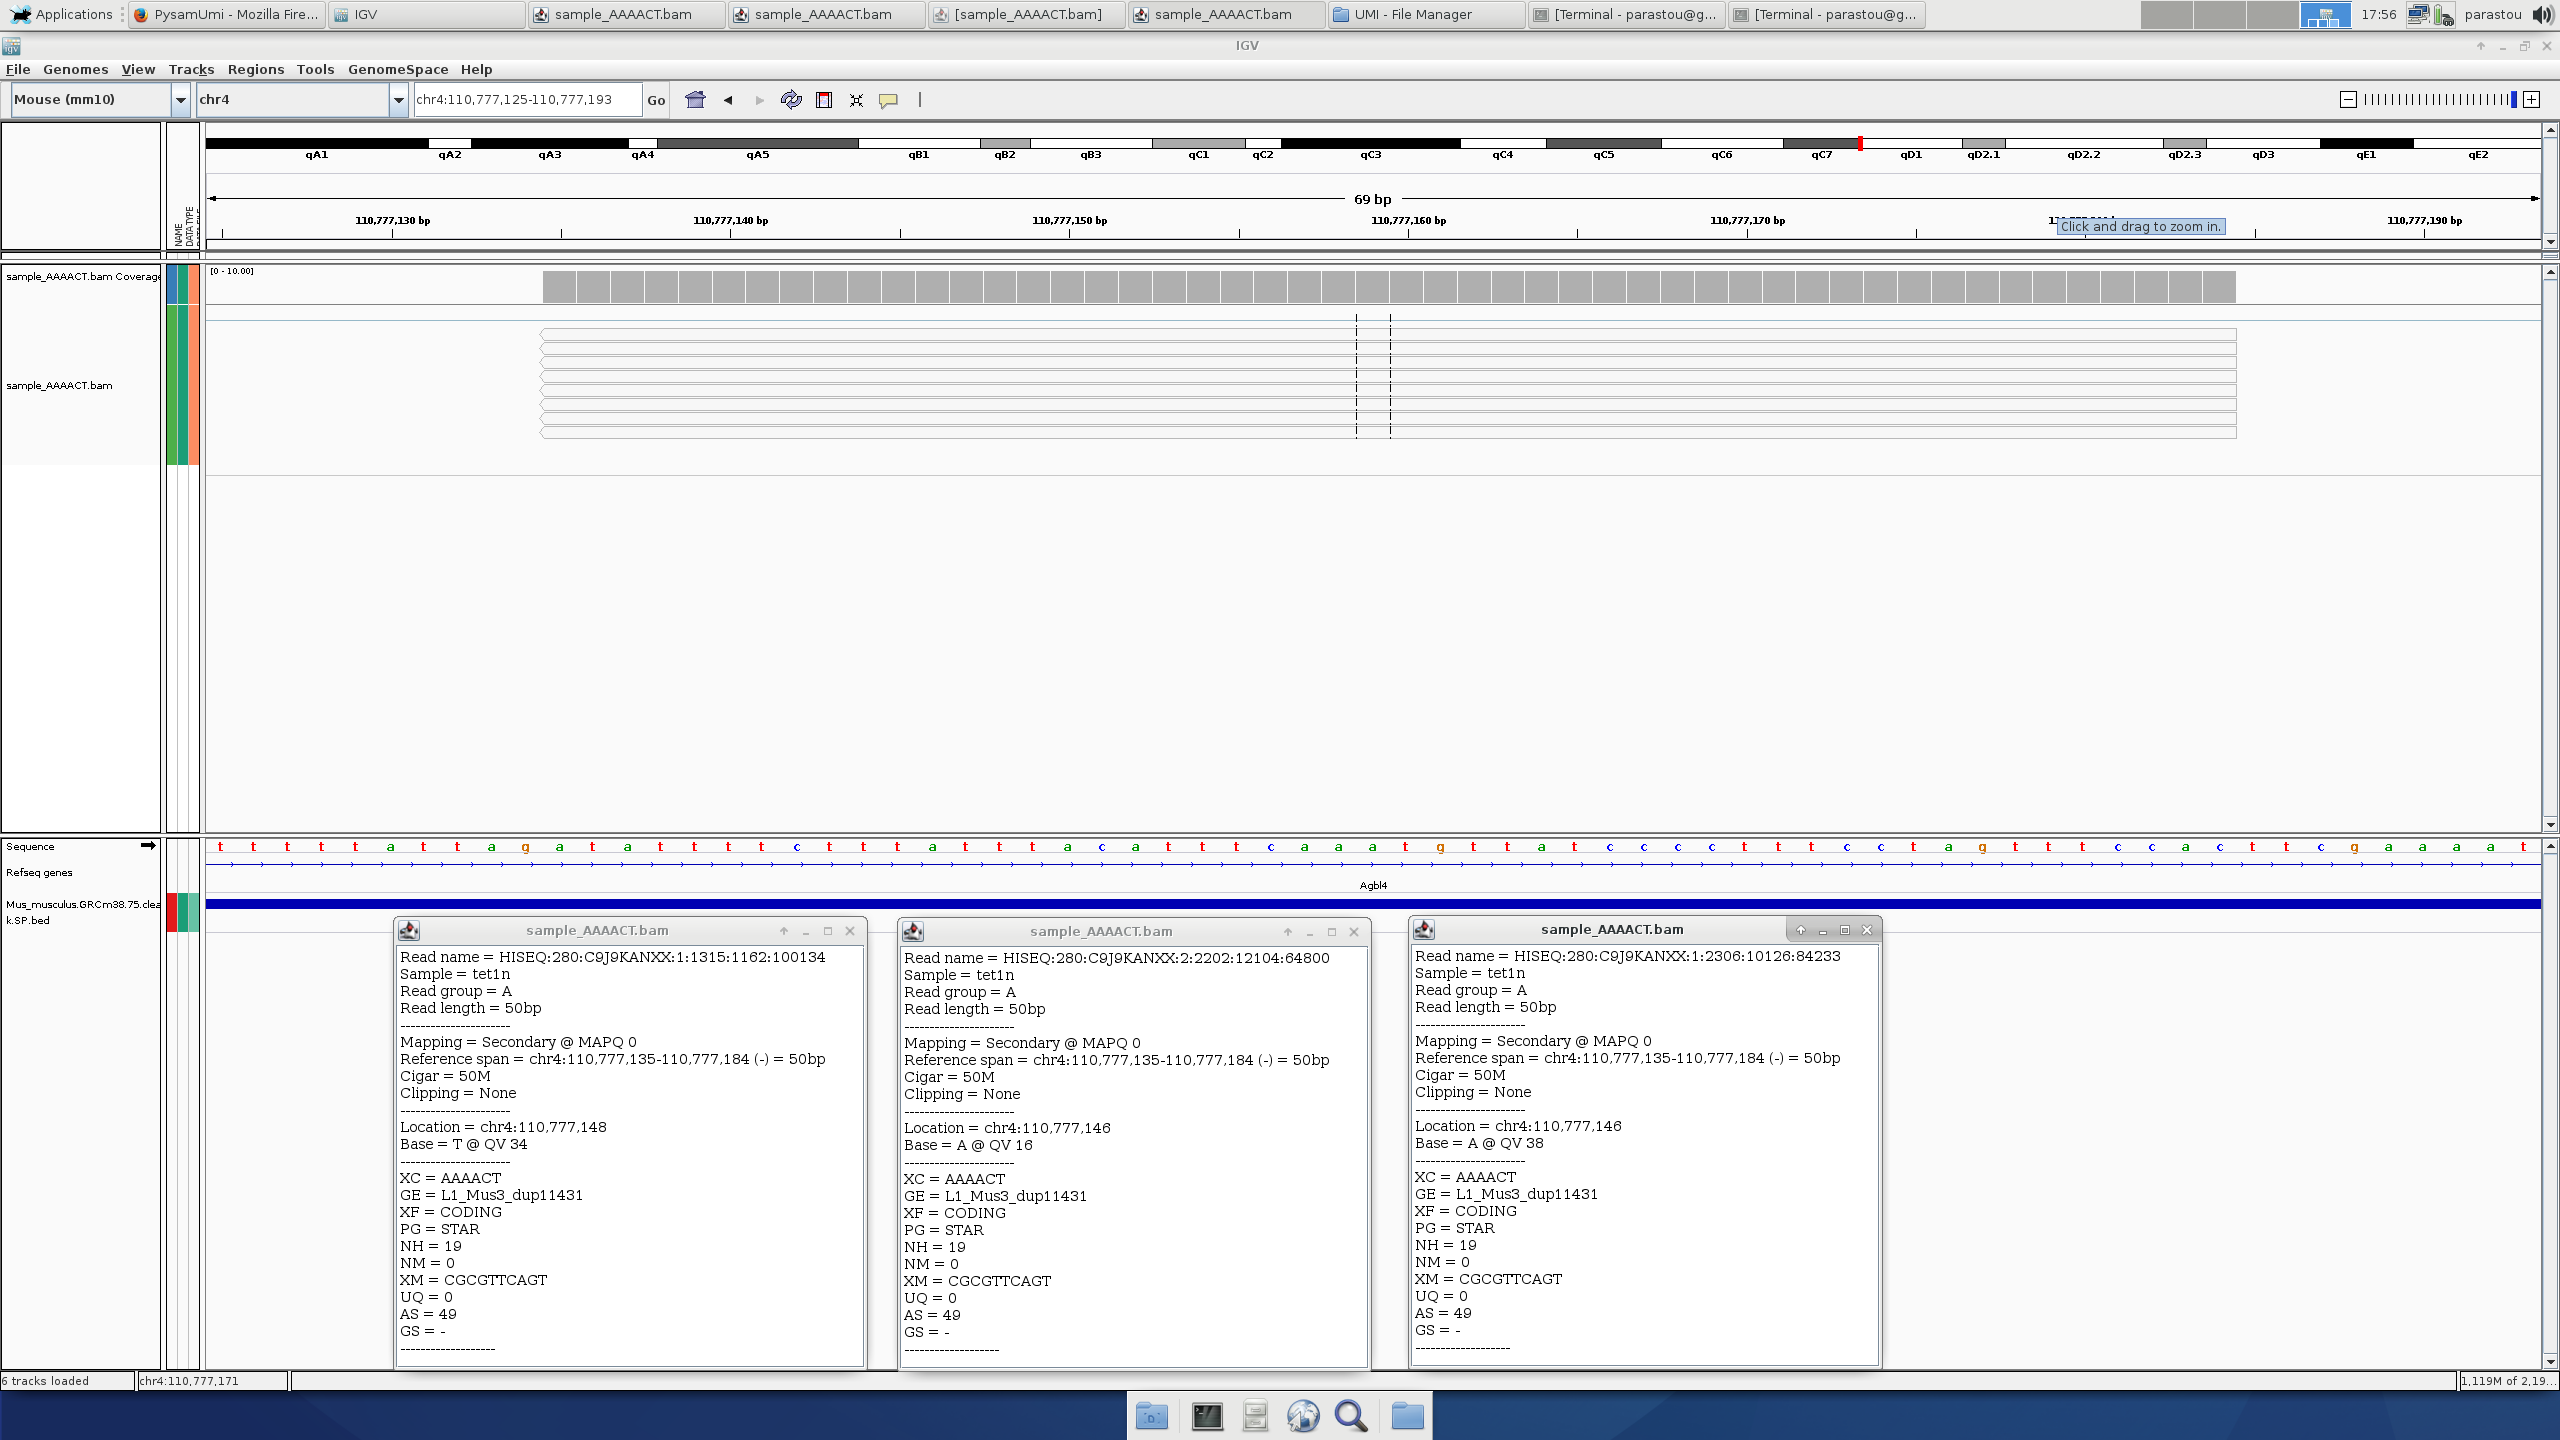 Applications PysamUmi - Mozilla Fire... IGV sample_AAAACT.bam sample_AAAACT.bam [sample_AAAACT.bam] sample_AAAACT.bam UMI - File Manager [Terminal - parastou@g... [Terminal - parastou@g... 17:56 parastou
IGV
File Genomes View Tracks Regions Tools GenomeSpace Help
Mouse (mm10) chr4 chr4:110,777,125-110,777,193 Go
qA1 qA2 qA3 qA4 qA5 qB1 qB2 qB3 qC1 qC2 qC3 qC4 qC5 qC6 qC7 qD1 qD2.1 qD2.2 qD2.3 qD3 qE1 qE2
69 bp
110,777,130 bp 110,777,140 bp 110,777,150 bp 110,777,160 bp 110,777,170 bp 110,777,190 bp
Click and drag to zoom in.
NAME
DATA TYPE
sample_AAAACT.bam Coverage [0 - 10.00]
sample_AAAACT.bam
Sequence t t t t t a t t a g a t a t t t t c t t t a t t t a c a t t t c a a a t g t t a t c c c c t t t c c t a g t t t c c a c t t c g a a a a t
Refseq genes
Agbl4
Mus_musculus.GRCm38.75.clea
k.SP.bed
sample_AAAACT.bam
Read name = HISEQ:280:C9J9KANXX:1:1315:1162:100134
Sample = tet1n
Read group = A
Read length = 50bp
----------------------
Mapping = Secondary @ MAPQ 0
Reference span = chr4:110,777,135-110,777,184 (-) = 50bp
Cigar = 50M
Clipping = None
----------------------
Location = chr4:110,777,148
Base = T @ QV 34
----------------------
XC = AAAACT
GE = L1_Mus3_dup11431
XF = CODING
PG = STAR
NH = 19
NM = 0
XM = CGCGTTCAGT
UQ = 0
AS = 49
GS = -
-------------------
sample_AAAACT.bam
Read name = HISEQ:280:C9J9KANXX:2:2202:12104:64800
Sample = tet1n
Read group = A
Read length = 50bp
----------------------
Mapping = Secondary @ MAPQ 0
Reference span = chr4:110,777,135-110,777,184 (-) = 50bp
Cigar = 50M
Clipping = None
----------------------
Location = chr4:110,777,146
Base = A @ QV 16
----------------------
XC = AAAACT
GE = L1_Mus3_dup11431
XF = CODING
PG = STAR
NH = 19
NM = 0
XM = CGCGTTCAGT
UQ = 0
AS = 49
GS = -
-------------------
sample_AAAACT.bam
Read name = HISEQ:280:C9J9KANXX:1:2306:10126:84233
Sample = tet1n
Read group = A
Read length = 50bp
----------------------
Mapping = Secondary @ MAPQ 0
Reference span = chr4:110,777,135-110,777,184 (-) = 50bp
Cigar = 50M
Clipping = None
----------------------
Location = chr4:110,777,146
Base = A @ QV 38
----------------------
XC = AAAACT
GE = L1_Mus3_dup11431
XF = CODING
PG = STAR
NH = 19
NM = 0
XM = CGCGTTCAGT
UQ = 0
AS = 49
GS = -
-------------------
6 tracks loaded chr4:110,777,171 1,119M of 2,19...